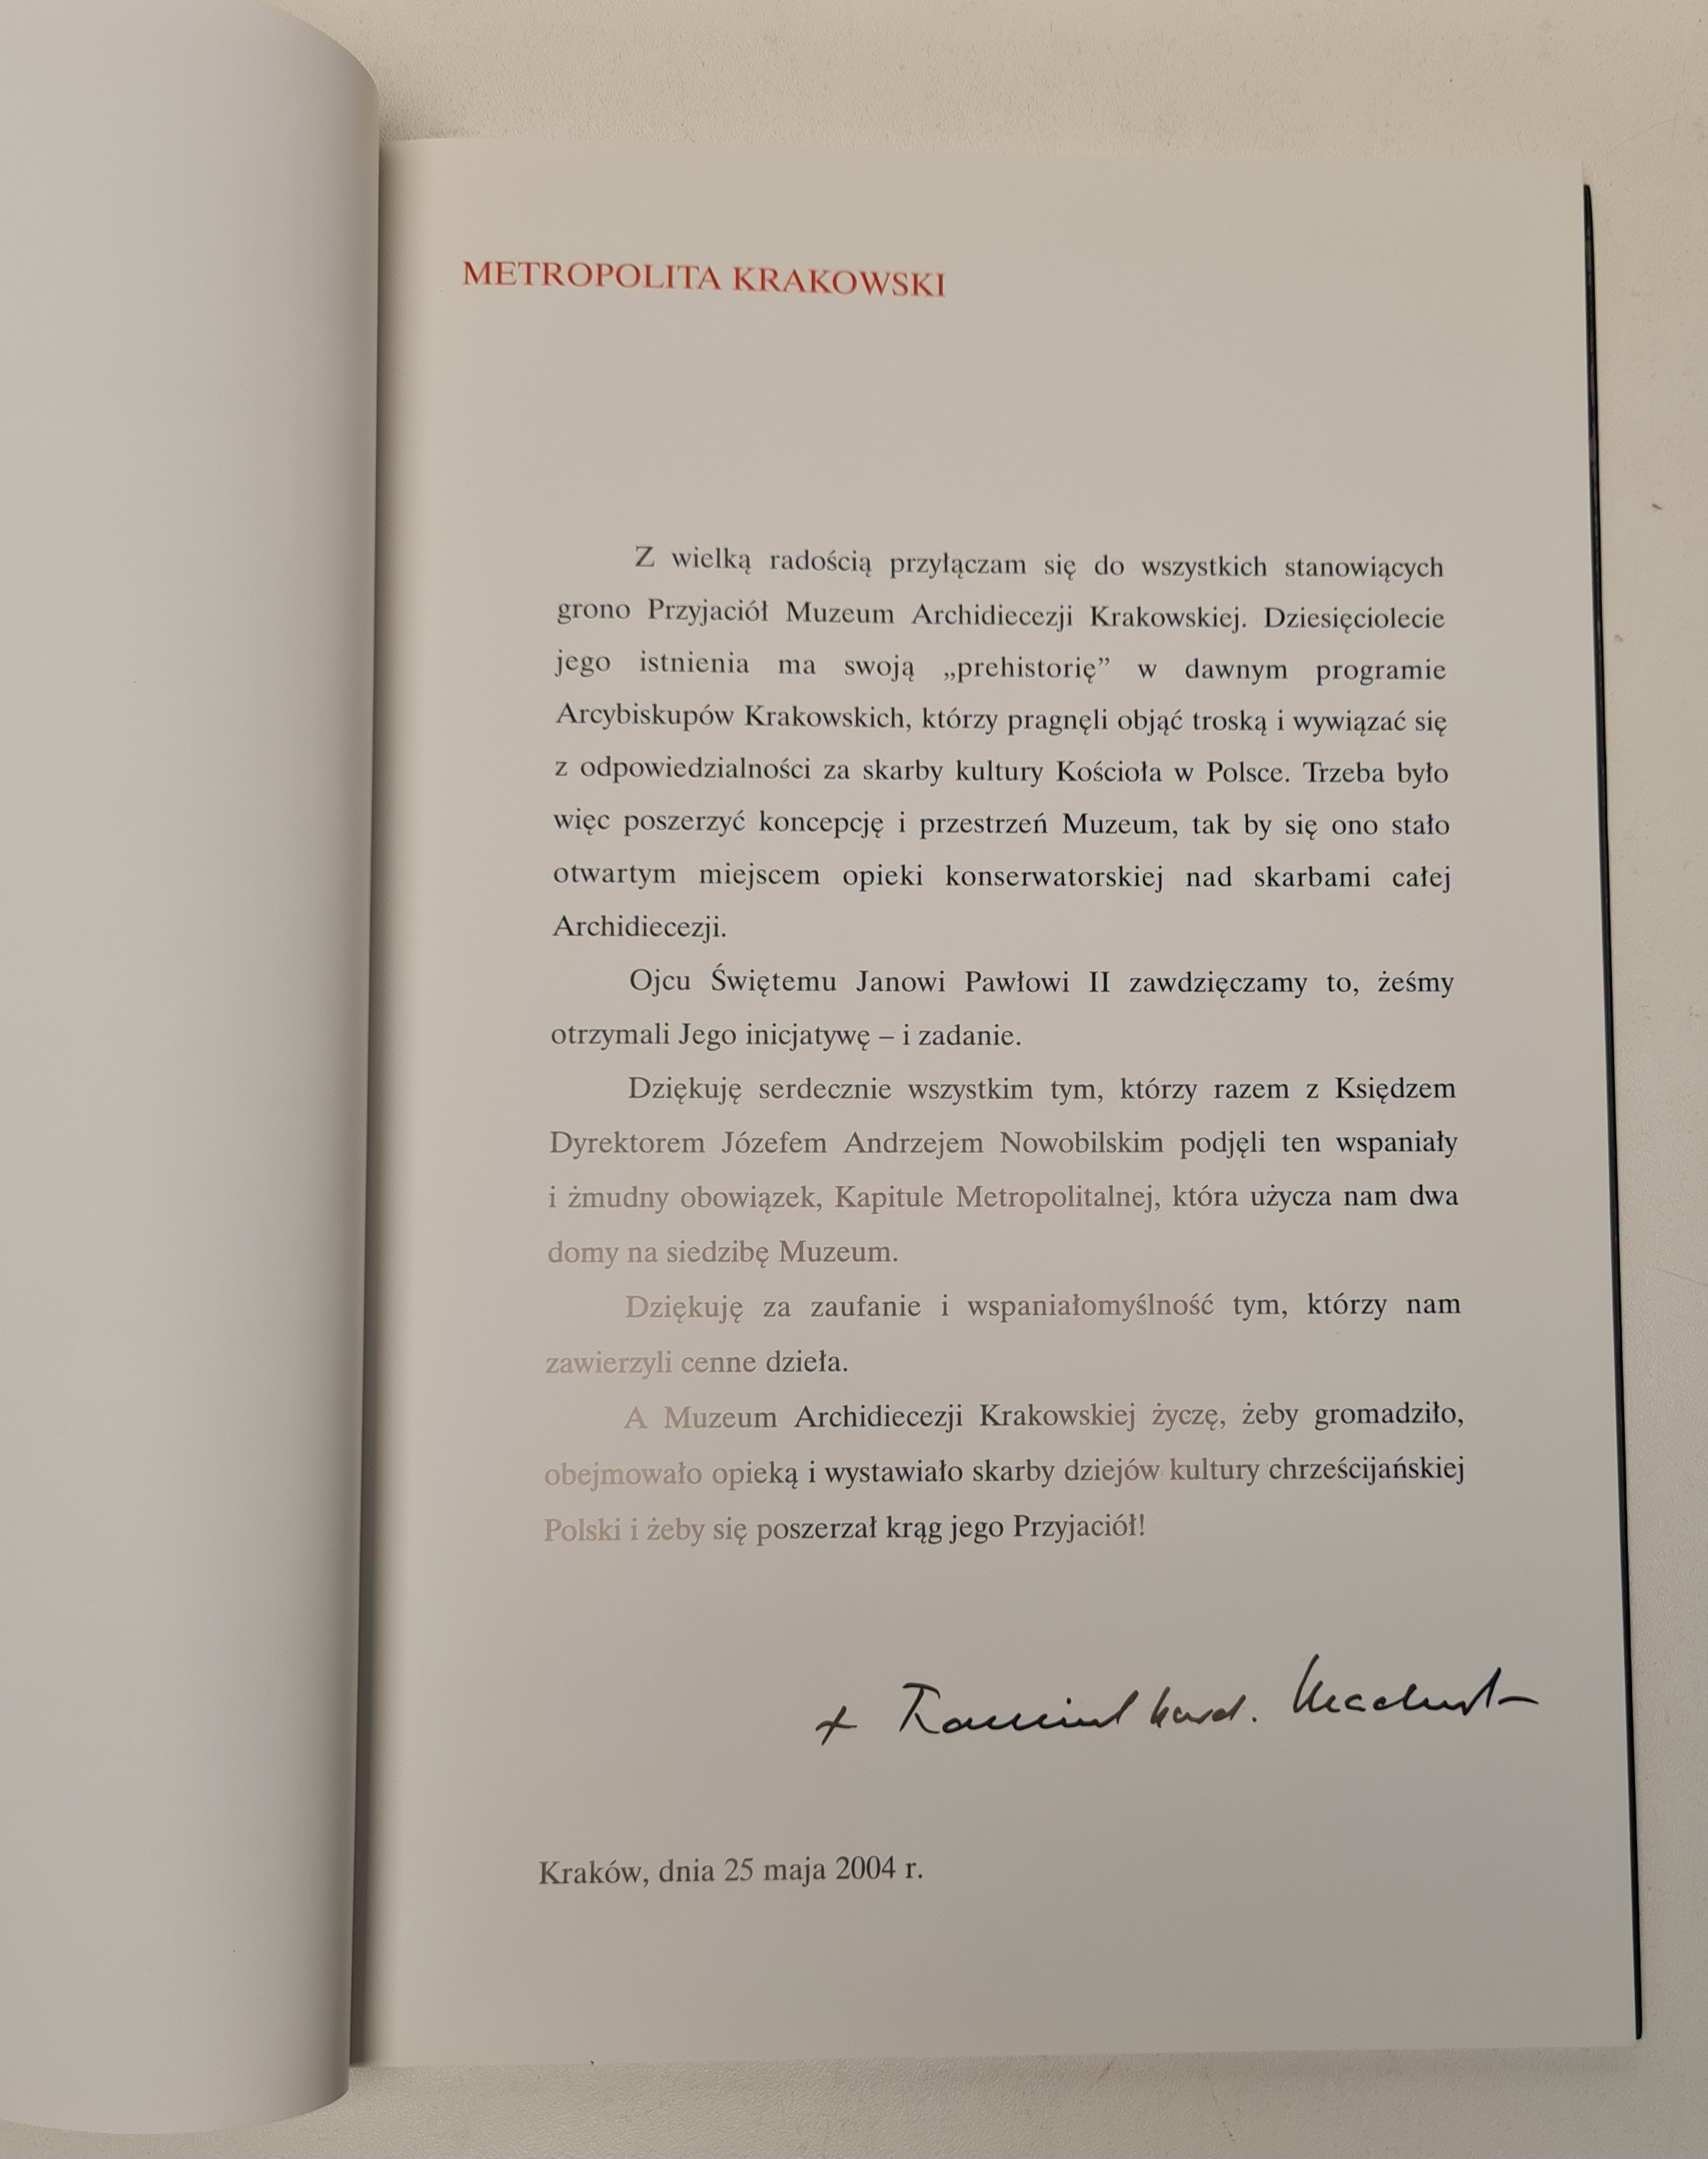 METROPOLITA KRAKOWSKI
Z wielką radością przyłączam się do wszystkich stanowiących
grono Przyjaciół Muzeum Archidiecezji Krakowskiej. Dziesięciolecie
jego istnienia ma swoją „prehistorię” w dawnym programie
Arcybiskupów Krakowskich, którzy pragnęli objąć troską i wywiązać się
z odpowiedzialności za skarby kultury Kościoła w Polsce. Trzeba było
więc poszerzyć koncepcję i przestrzeń Muzeum, tak by się ono stało
otwartym miejscem opieki konserwatorskiej nad skarbami całej
Archidiecezji.
Ojcu Świętemu Janowi Pawłowi II zawdzięczamy to, żeśmy
otrzymali Jego inicjatywę – i zadanie.
Dziękuję serdecznie wszystkim tym, którzy razem z Księdzem
Dyrektorem Józefem Andrzejem Nowobilskim podjęli ten wspaniały
i żmudny obowiązek, Kapitule Metropolitalnej, która użycza nam dwa
domy na siedzibę Muzeum.
Dziękuję za zaufanie i wspaniałomyślność tym, którzy nam
zawierzyli cenne dzieła.
A Muzeum Archidiecezji Krakowskiej życzę, żeby gromadziło,
obejmowało opieką i wystawiało skarby dziejów kultury chrześcijańskiej
Polski i żeby się poszerzał krąg jego Przyjaciół!
+ Franciszek kard. Macharski
Kraków, dnia 25 maja 2004 r.